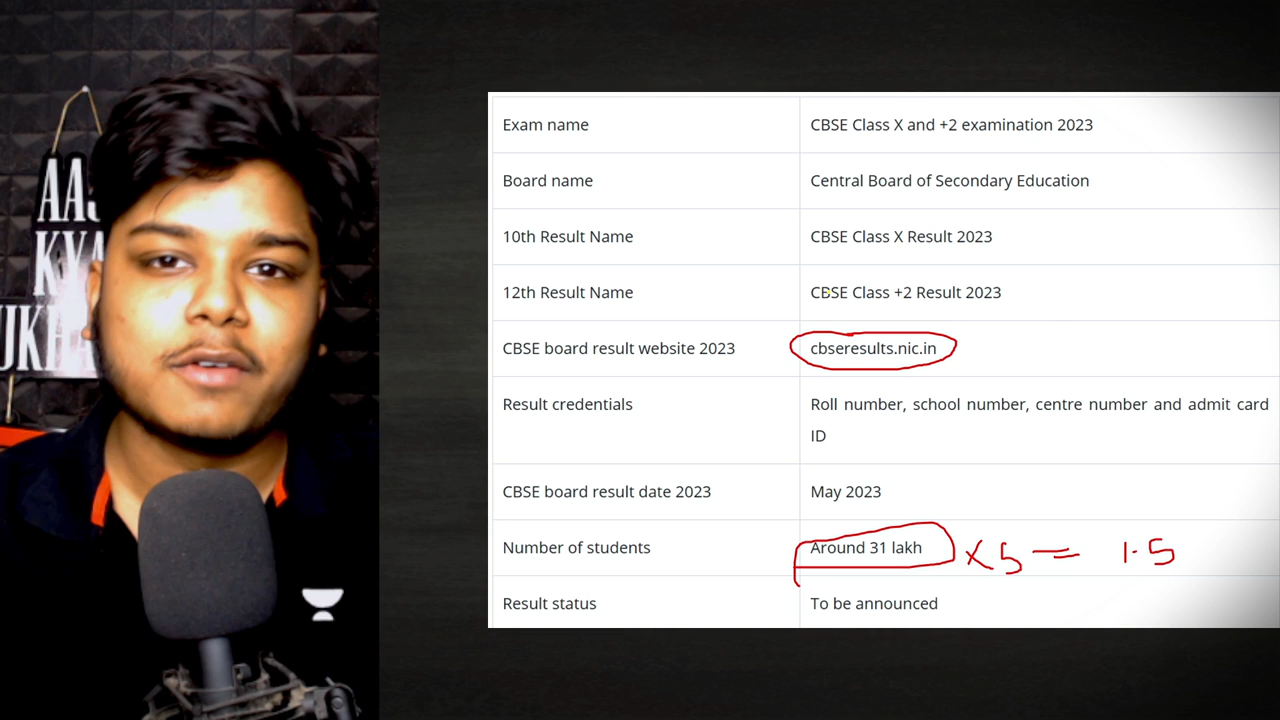 Exam name
CBSE Class X and +2 examination 2023
Board name
Central Board of Secondary Education
10th Result Name
CBSE Class X Result 2023
12th Result Name
CBSE Class +2 Result 2023
CBSE board result website 2023
cbseresults.nic.in
Result credentials
Roll number, school number, centre number and admit card
ID
CBSE board result date 2023
May 2023
Number of students
Around 31 lakh
× 5 = 1.5
Result status
To be announced
KYA